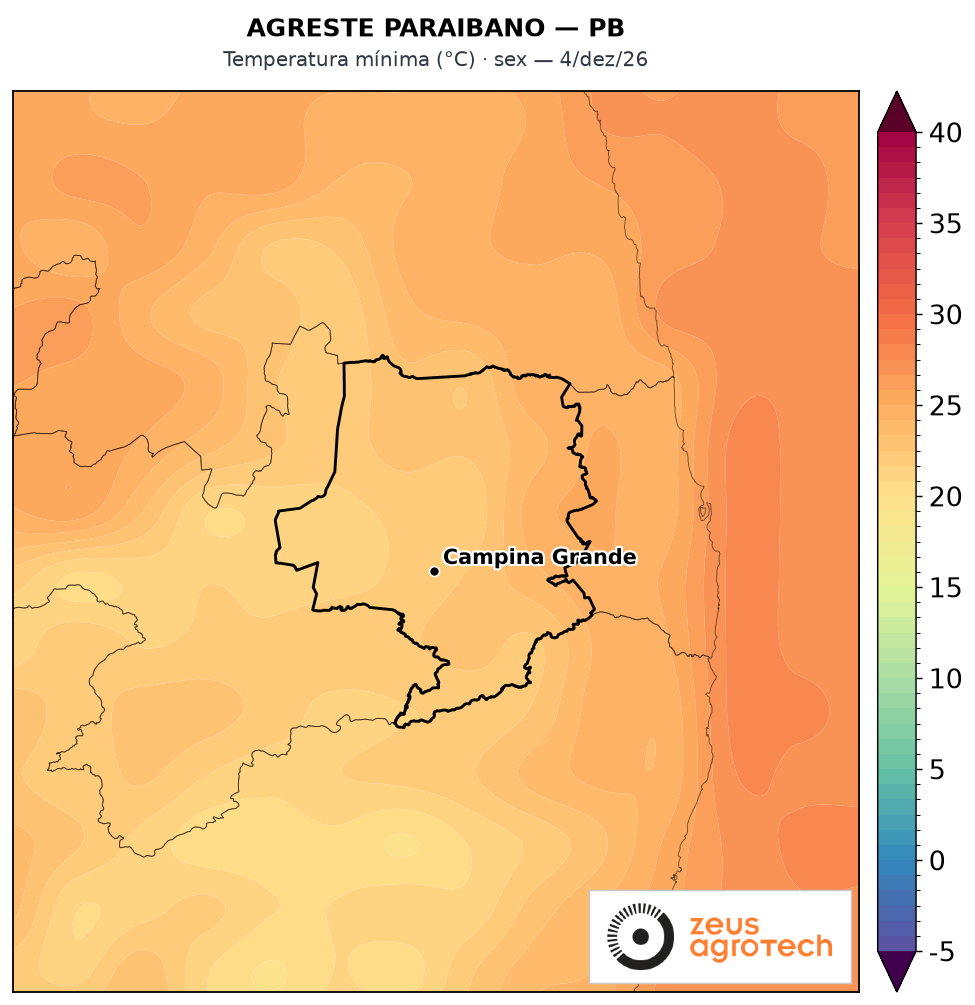 AGRESTE PARAIBANO — PB
Temperatura mínima (°C) · sex — 4/dez/26
40
35
30
25
20
15
10
5
0
-5
Campina Grande
zeus
agrotech